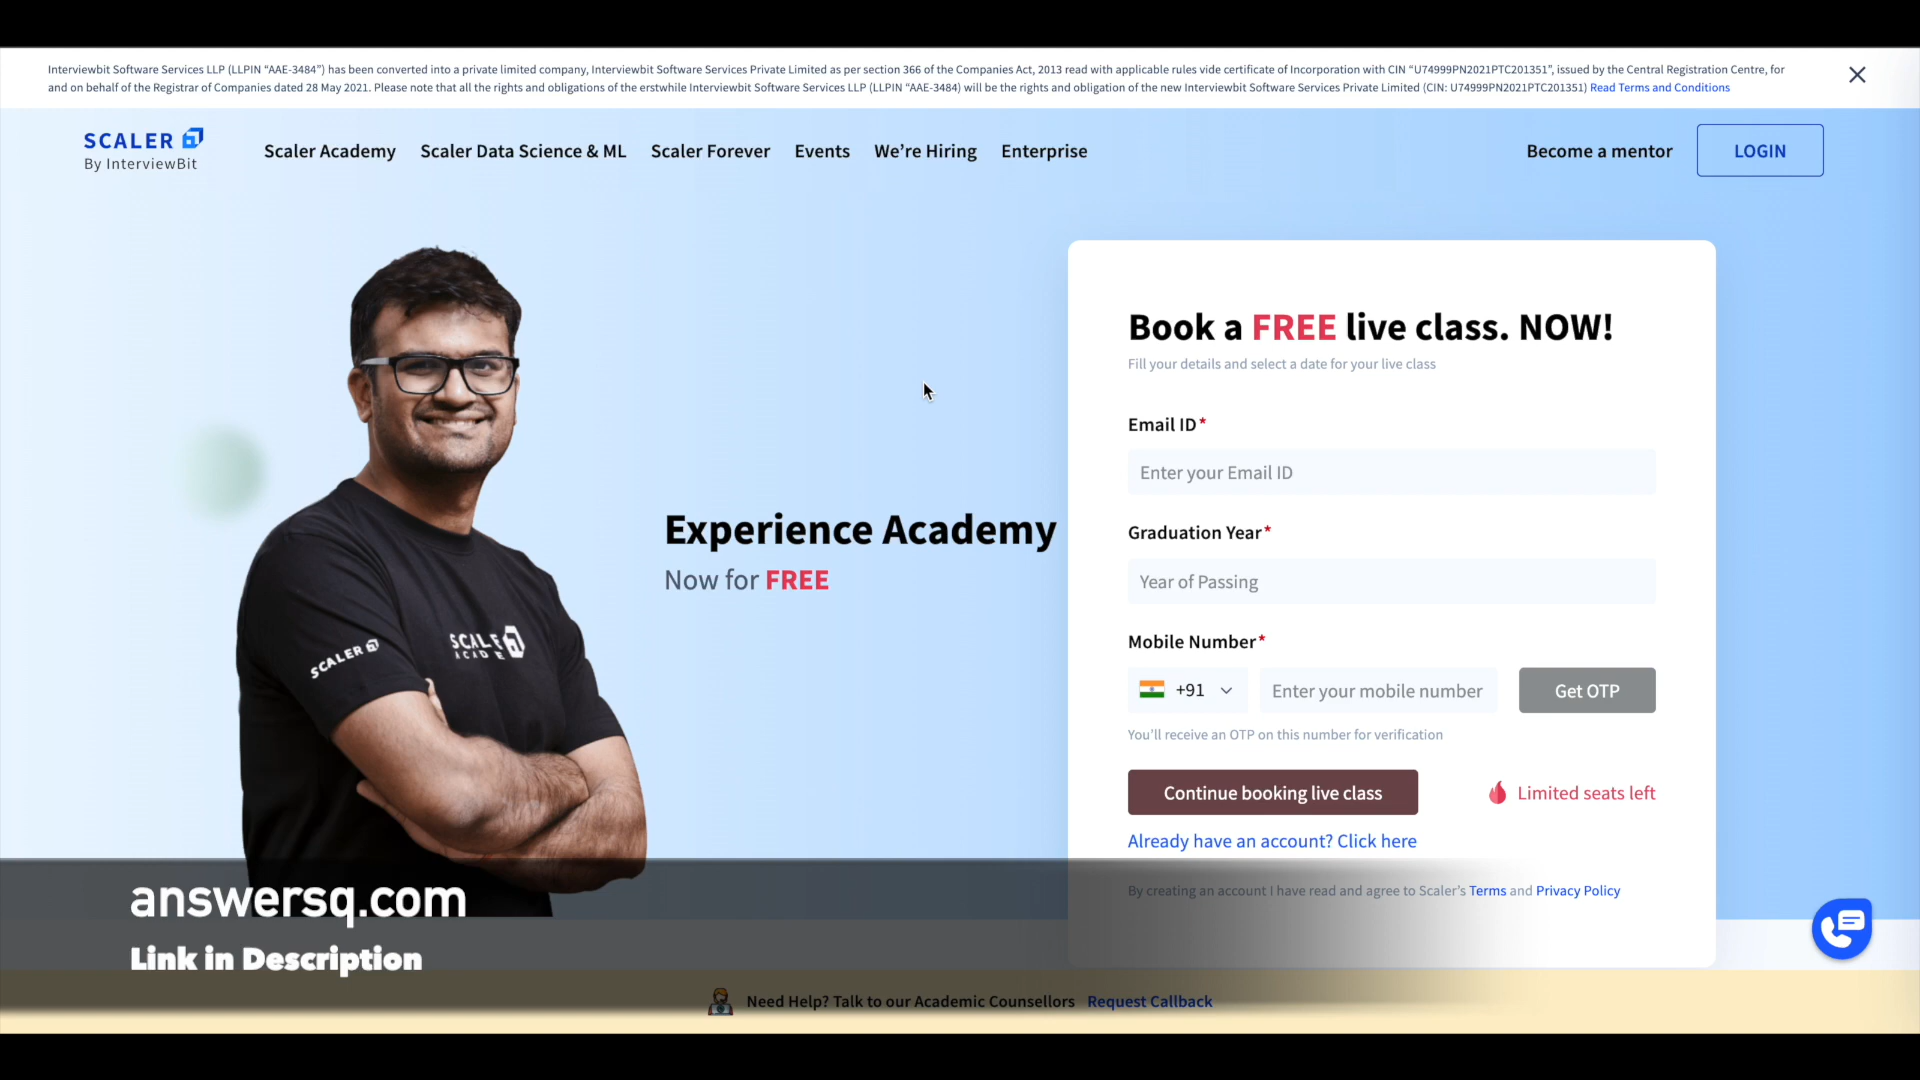 Interviewbit Software Services LLP (LLPIN “AAE-3484”) has been converted into a private limited company, Interviewbit Software Services Private Limited as per section 366 of the Companies Act, 2013 read with applicable rules vide certificate of Incorporation with CIN “U74999PN2021PTC201351”, issued by the Central Registration Centre, for
and on behalf of the Registrar of Companies dated 28 May 2021. Please note that all the rights and obligations of the erstwhile Interviewbit Software Services LLP (LLPIN “AAE-3484) will be the rights and obligation of the new Interviewbit Software Services Private Limited (CIN: U74999PN2021PTC201351) Read Terms and Conditions
SCALER
By InterviewBit
Scaler Academy Scaler Data Science & ML Scaler Forever Events We’re Hiring Enterprise Become a mentor LOGIN
Book a FREE live class. NOW!
Fill your details and select a date for your live class
Email ID*
Enter your Email ID
Experience Academy
Now for FREE
Graduation Year*
Year of Passing
Mobile Number*
+91 Enter your mobile number Get OTP
You’ll receive an OTP on this number for verification
Continue booking live class Limited seats left
Already have an account? Click here
By creating an account I have read and agree to Scaler’s Terms and Privacy Policy
SCALER
SCALER
answersq.com
Link in Description
Need Help? Talk to our Academic Counsellors Request Callback